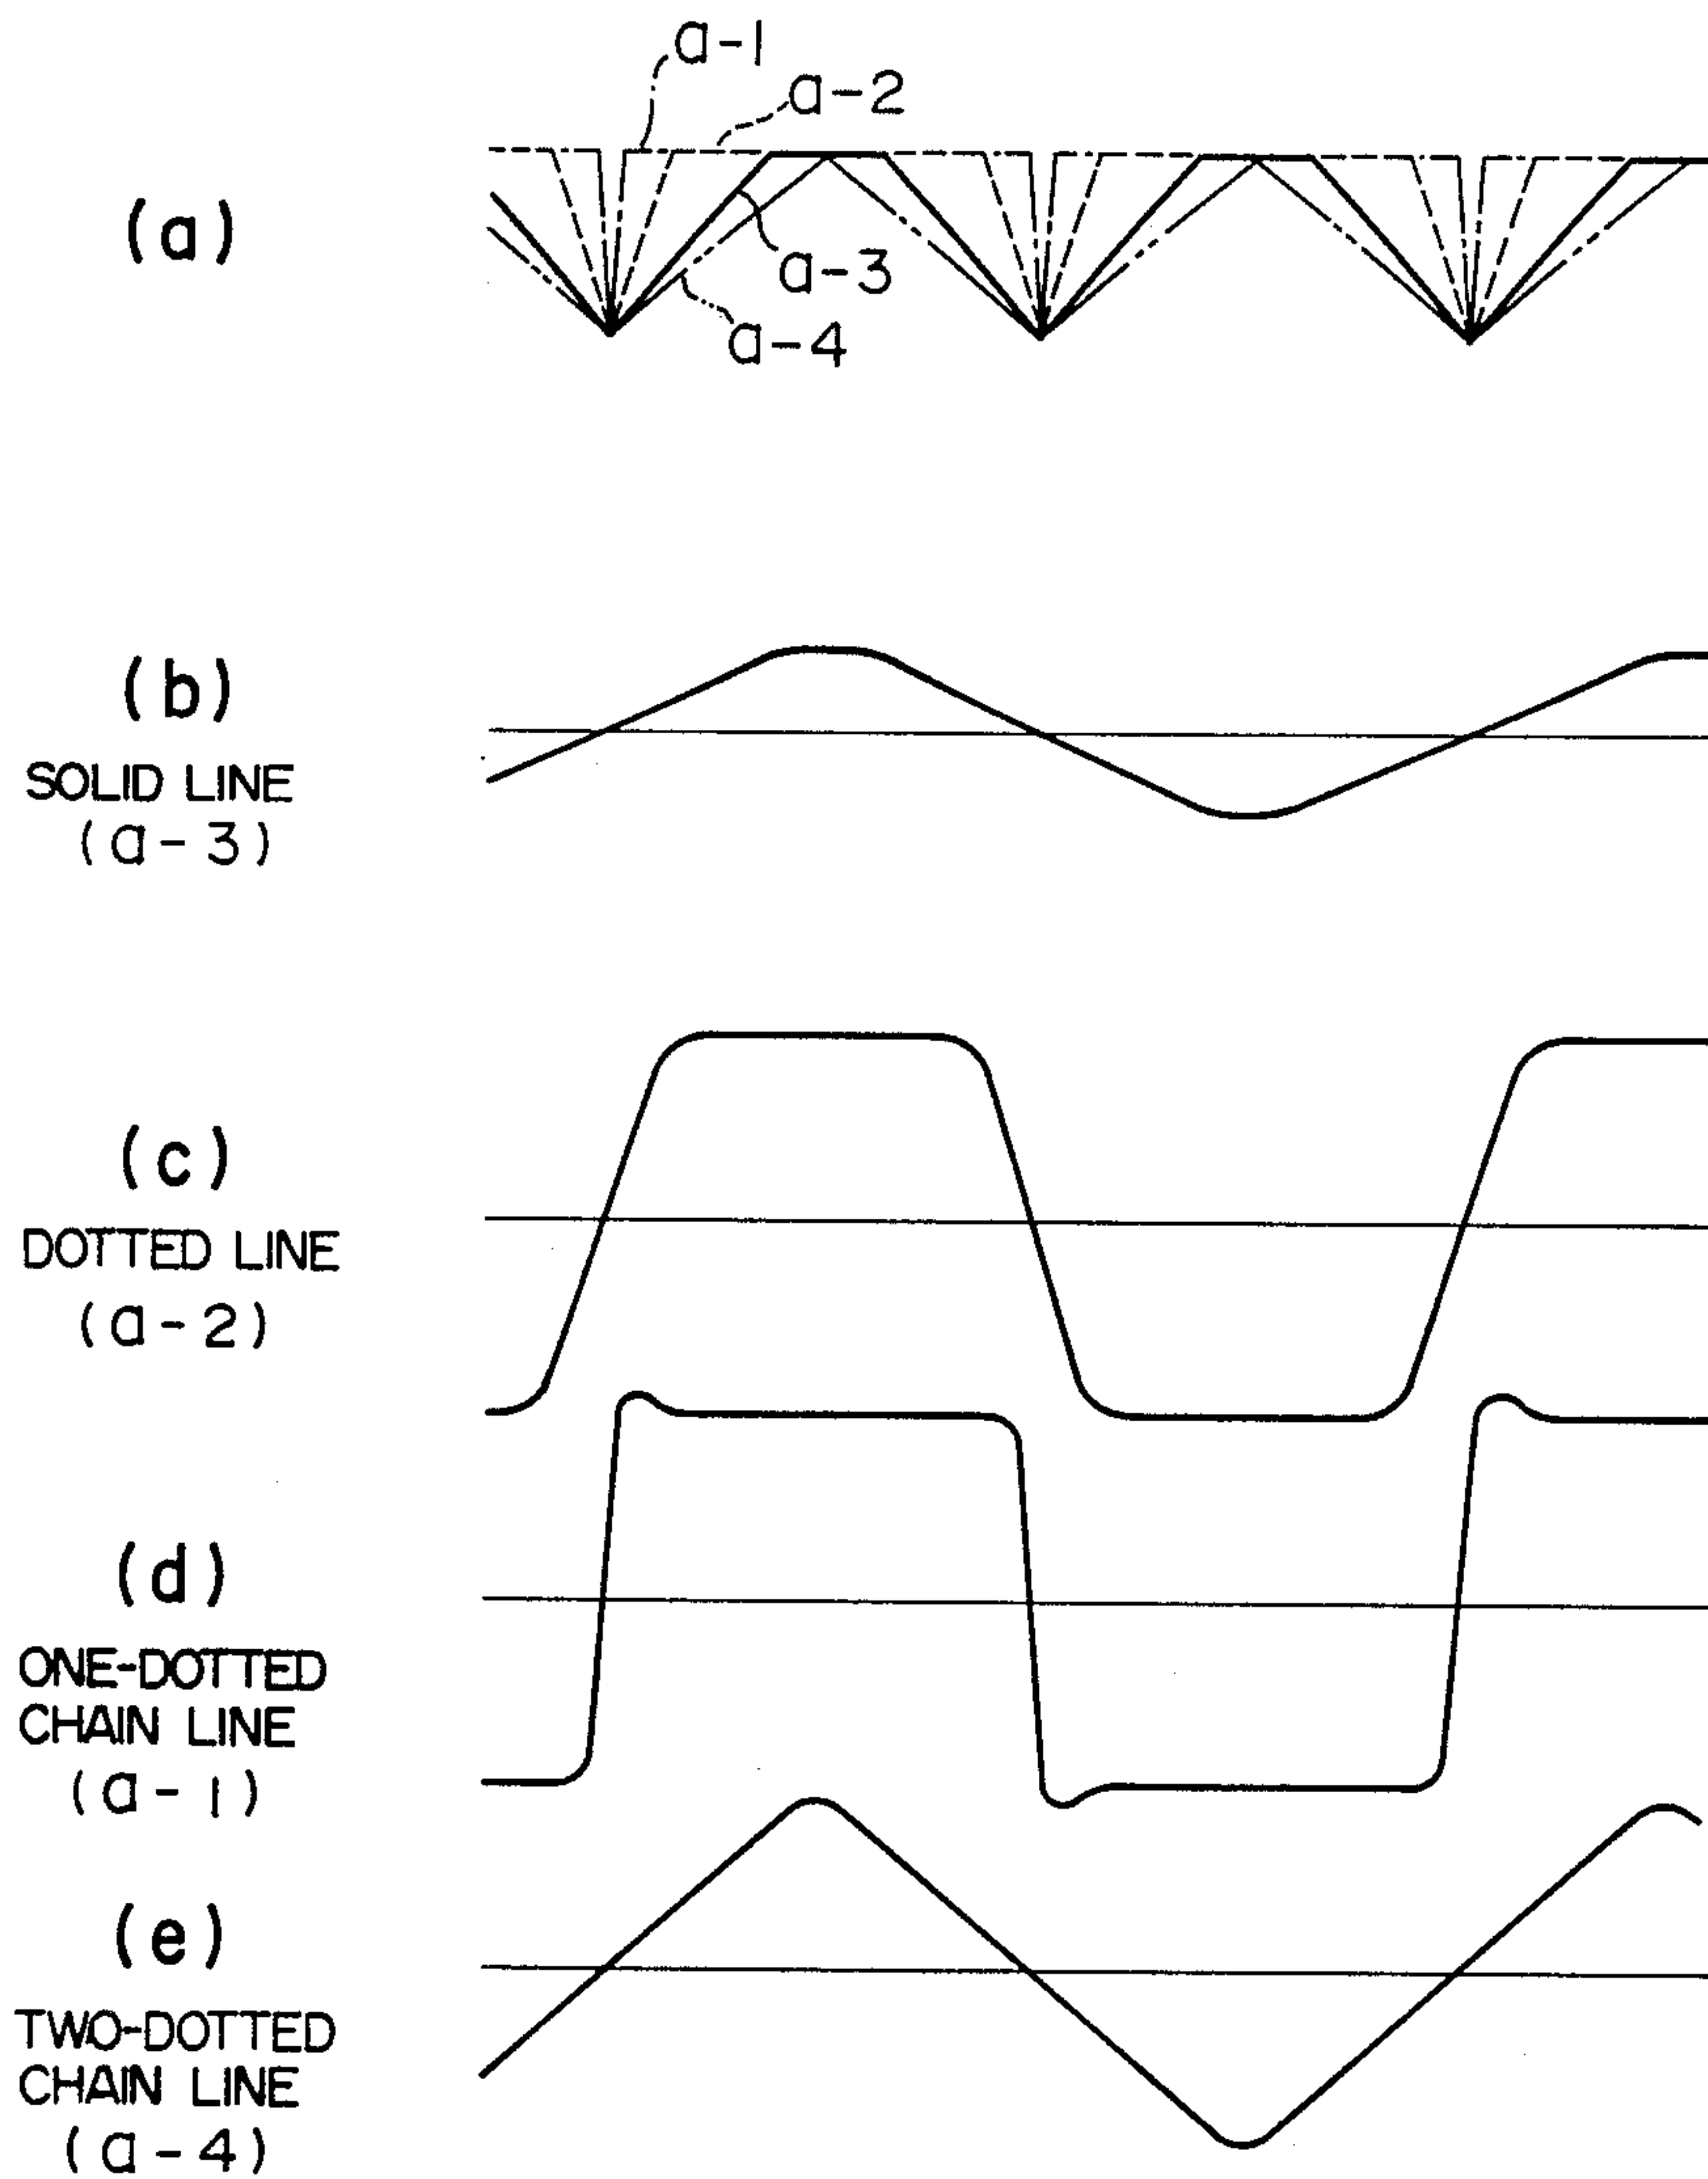 a-1
a-2
(a)
a-3
a-4
(b)
SOLID LINE
(a-3)
(c)
DOTTED LINE
(a-2)
(d)
ONE-DOTTED
CHAIN LINE
(a-1)
(e)
TWO-DOTTED
CHAIN LINE
(a-4)